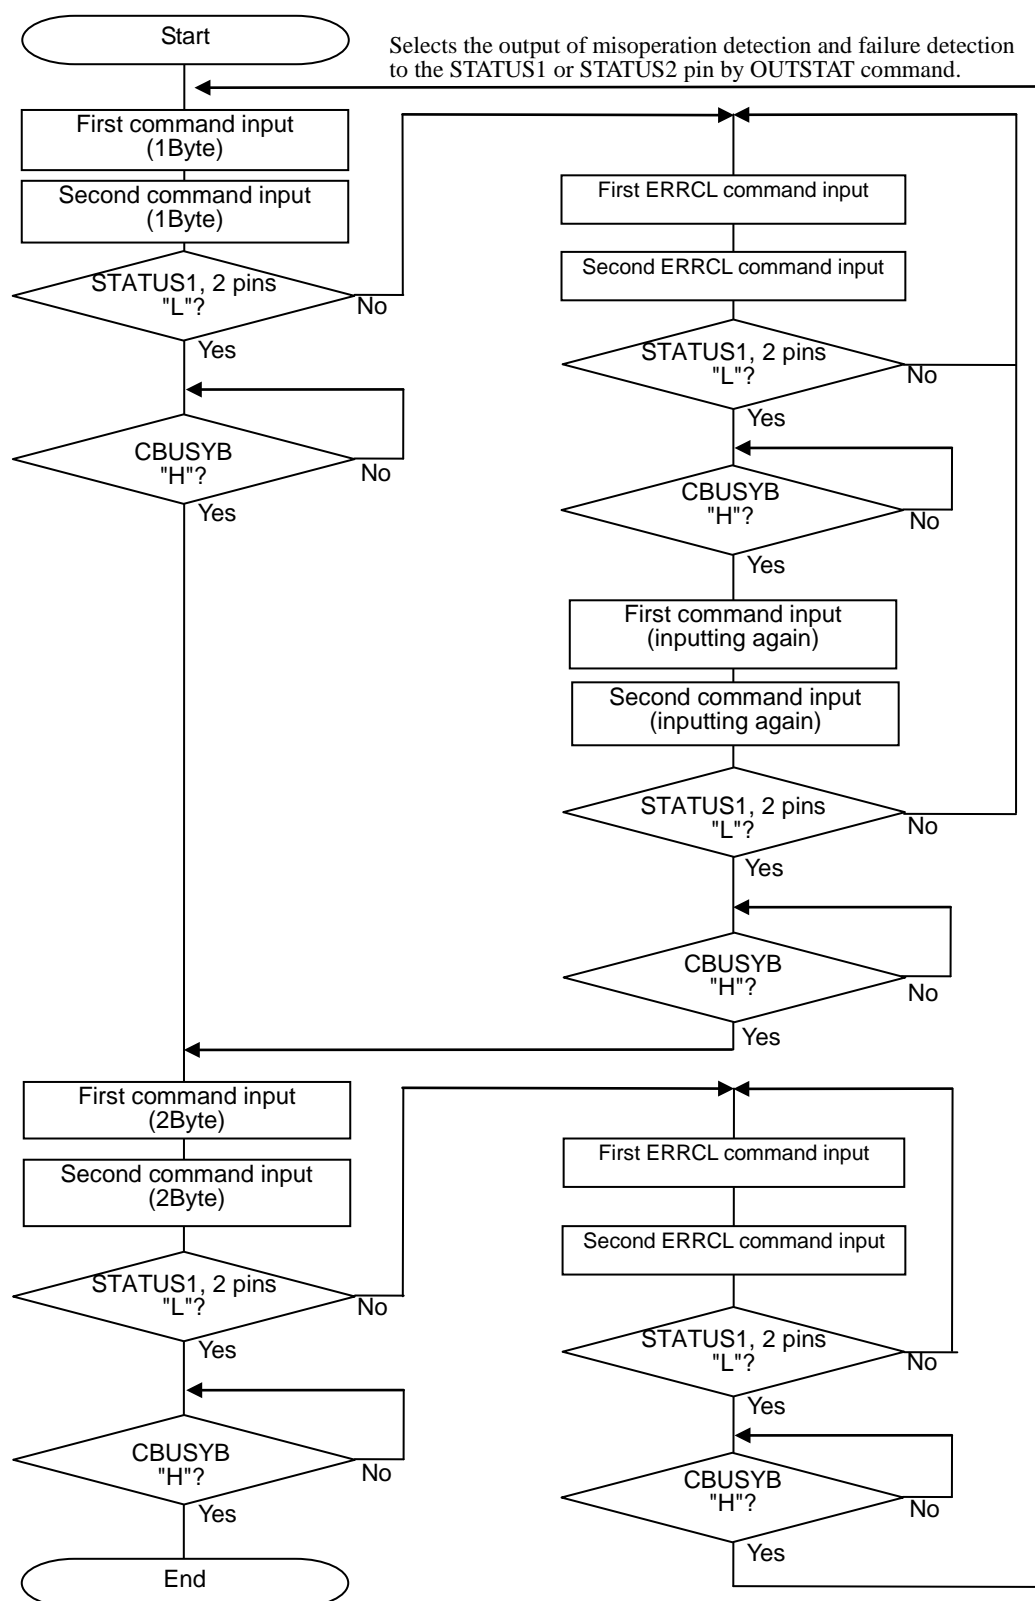 Start
Selects the output of misoperation detection and failure detection
to the STATUS1 or STATUS2 pin by OUTSTAT command.
First command input
(1Byte)
Second command input
(1Byte)
STATUS1, 2 pins
"L"?
No
Yes
CBUSYB
"H"?
No
Yes
First ERRCL command input
Second ERRCL command input
STATUS1, 2 pins
"L"?
No
Yes
CBUSYB
"H"?
No
Yes
First command input
(inputting again)
Second command input
(inputting again)
STATUS1, 2 pins
"L"?
No
Yes
CBUSYB
"H"?
No
Yes
First command input
(2Byte)
Second command input
(2Byte)
STATUS1, 2 pins
"L"?
No
Yes
CBUSYB
"H"?
No
Yes
End
First ERRCL command input
Second ERRCL command input
STATUS1, 2 pins
"L"?
No
Yes
CBUSYB
"H"?
No
Yes